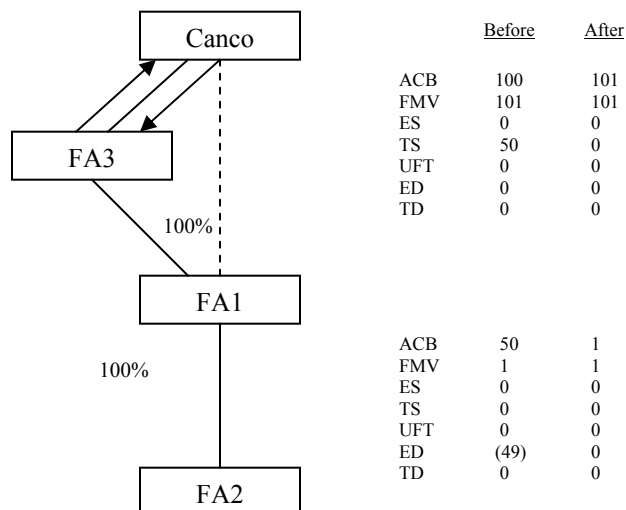 Canco
Before After
ACB 100 101
FMV 101 101
ES 0 0
TS 50 0
UFT 0 0
ED 0 0
TD 0 0
FA3
100%
FA1
100%
ACB 50 1
FMV 1 1
ES 0 0
TS 0 0
UFT 0 0
ED (49) 0
TD 0 0
FA2